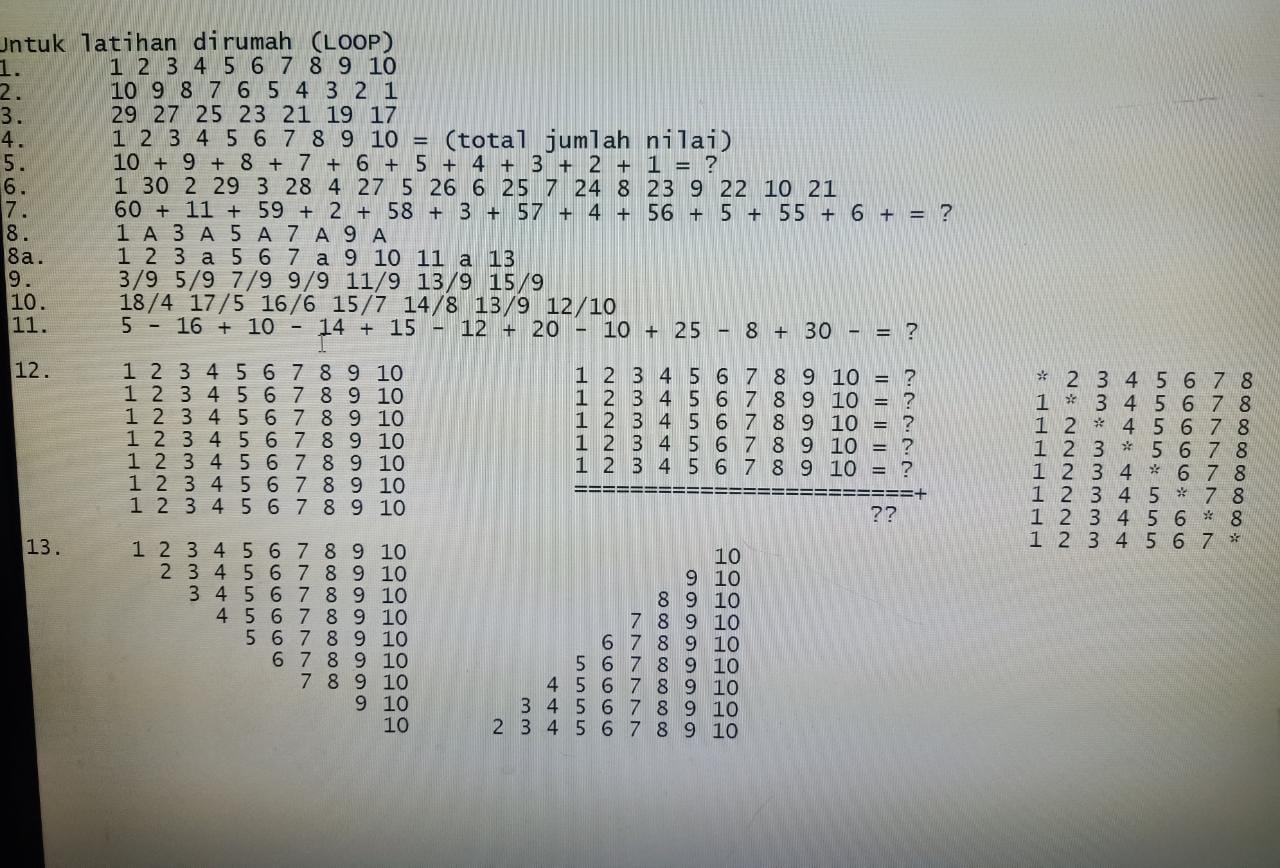 Untuk latihan dirumah (LOOP)
1. 1 2 3 4 5 6 7 8 9 10
2. 10 9 8 7 6 5 4 3 2 1
3. 29 27 25 23 21 19 17
4. 1 2 3 4 5 6 7 8 9 10 = (total jumlah nilai)
5. 10 + 9 + 8 + 7 + 6 + 5 + 4 + 3 + 2 + 1 = ?
6. 1 30 2 29 3 28 4 27 5 26 6 25 7 24 8 23 9 22 10 21
7. 60 + 11 + 59 + 2 + 58 + 3 + 57 + 4 + 56 + 5 + 55 + 6 + = ?
8. 1 A 3 A 5 A 7 A 9 A
8a. 1 2 3 a 5 6 7 a 9 10 11 a 13
9. 3/9 5/9 7/9 9/9 11/9 13/9 15/9
10. 18/4 17/5 16/6 15/7 14/8 13/9 12/10
11. 5 - 16 + 10 - 14 + 15 - 12 + 20 - 10 + 25 - 8 + 30 - = ?
12. 1 2 3 4 5 6 7 8 9 10
1 2 3 4 5 6 7 8 9 10
1 2 3 4 5 6 7 8 9 10
1 2 3 4 5 6 7 8 9 10
1 2 3 4 5 6 7 8 9 10
1 2 3 4 5 6 7 8 9 10
1 2 3 4 5 6 7 8 9 10
1 2 3 4 5 6 7 8 9 10 = ?
1 2 3 4 5 6 7 8 9 10 = ?
1 2 3 4 5 6 7 8 9 10 = ?
1 2 3 4 5 6 7 8 9 10 = ?
1 2 3 4 5 6 7 8 9 10 = ?
========================+
??
* 2 3 4 5 6 7 8
1 * 3 4 5 6 7 8
1 2 * 4 5 6 7 8
1 2 3 * 5 6 7 8
1 2 3 4 * 6 7 8
1 2 3 4 5 * 7 8
1 2 3 4 5 6 * 8
1 2 3 4 5 6 7 *
13. 1 2 3 4 5 6 7 8 9 10
2 3 4 5 6 7 8 9 10
3 4 5 6 7 8 9 10
4 5 6 7 8 9 10
5 6 7 8 9 10
6 7 8 9 10
7 8 9 10
9 10
10
10
9 10
8 9 10
7 8 9 10
6 7 8 9 10
5 6 7 8 9 10
4 5 6 7 8 9 10
3 4 5 6 7 8 9 10
2 3 4 5 6 7 8 9 10